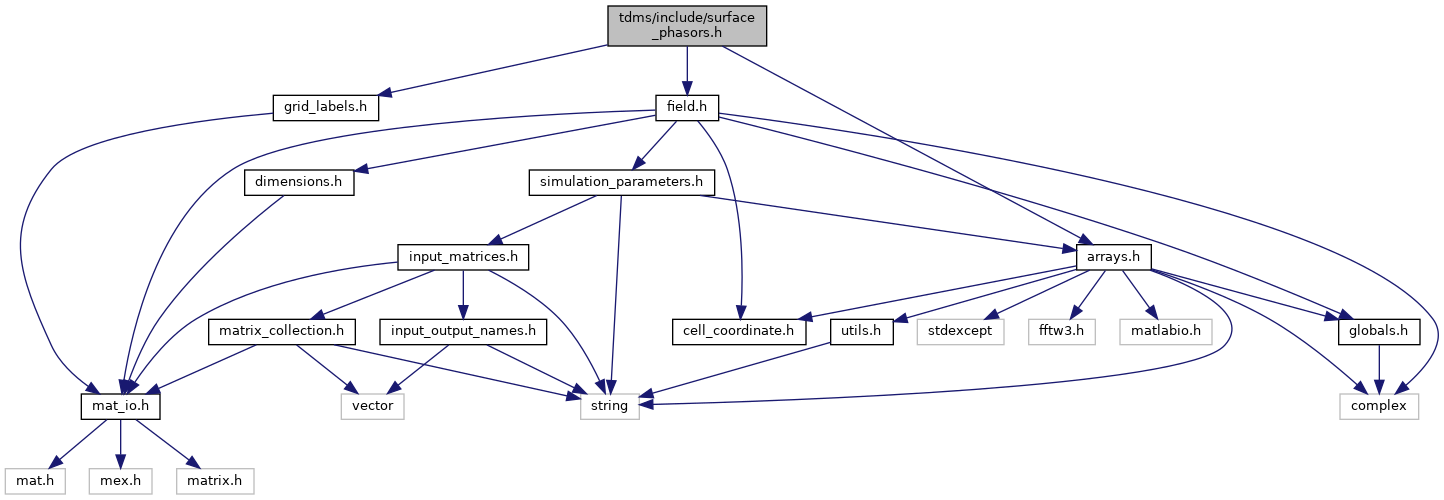 tdms/include/surface
_phasors.h
grid_labels.h
field.h
dimensions.h
simulation_parameters.h
input_matrices.h
arrays.h
matrix_collection.h
input_output_names.h
cell_coordinate.h
utils.h
stdexcept
fftw3.h
matlabio.h
globals.h
mat_io.h
vector
string
complex
mat.h
mex.h
matrix.h